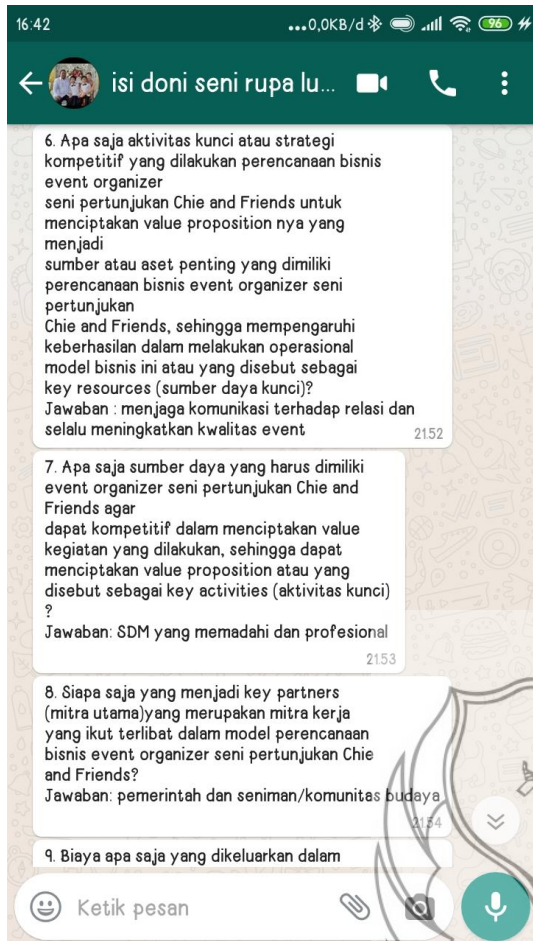 16:42
...0,0KB/d
96
isi doni seni rupa lu...
6. Apa saja aktivitas kunci atau strategi
kompetitif yang dilakukan perencanaan bisnis
event organizer
seni pertunjukan Chie and Friends untuk
menciptakan value proposition nya yang
menjadi
sumber atau aset penting yang dimiliki
perencanaan bisnis event organizer seni
pertunjukan
Chie and Friends, sehingga mempengaruhi
keberhasilan dalam melakukan operasional
model bisnis ini atau yang disebut sebagai
key resources (sumber daya kunci)?
Jawaban : menjaga komunikasi terhadap relasi dan
selalu meningkatkan kwalitas event
21.52
7. Apa saja sumber daya yang harus dimiliki
event organizer seni pertunjukan Chie and
Friends agar
dapat kompetitif dalam menciptakan value
kegiatan yang dilakukan, sehingga dapat
menciptakan value proposition atau yang
disebut sebagai key activities (aktivitas kunci)
?
Jawaban: SDM yang memadahi dan profesional
21.53
8. Siapa saja yang menjadi key partners
(mitra utama)yang merupakan mitra kerja
yang ikut terlibat dalam model perencanaan
bisnis event organizer seni pertunjukan Chie
and Friends?
Jawaban: pemerintah dan seniman/komunitas budaya
21.54
9. Biaya apa saja yang dikeluarkan dalam
Ketik pesan